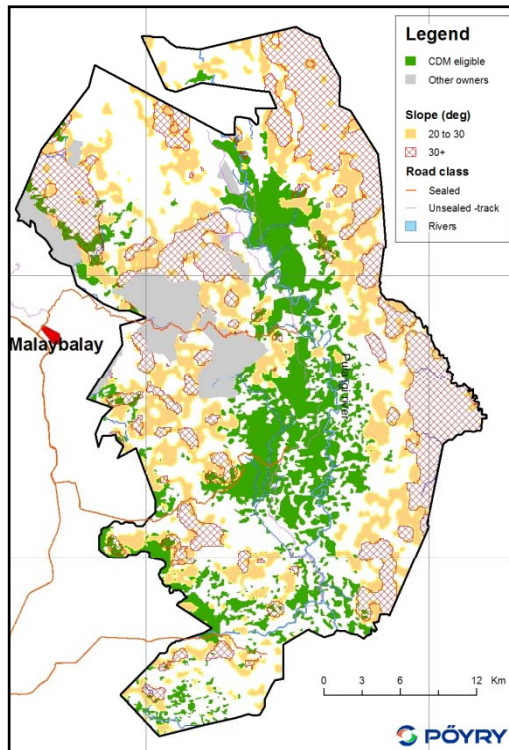 Legend
CDM eligible
Other owners
Slope (deg)
20 to 30
30+
Road class
Sealed
Unsealed -track
Rivers
Malaybalay
0 3 6 12 Km
PÖYRY